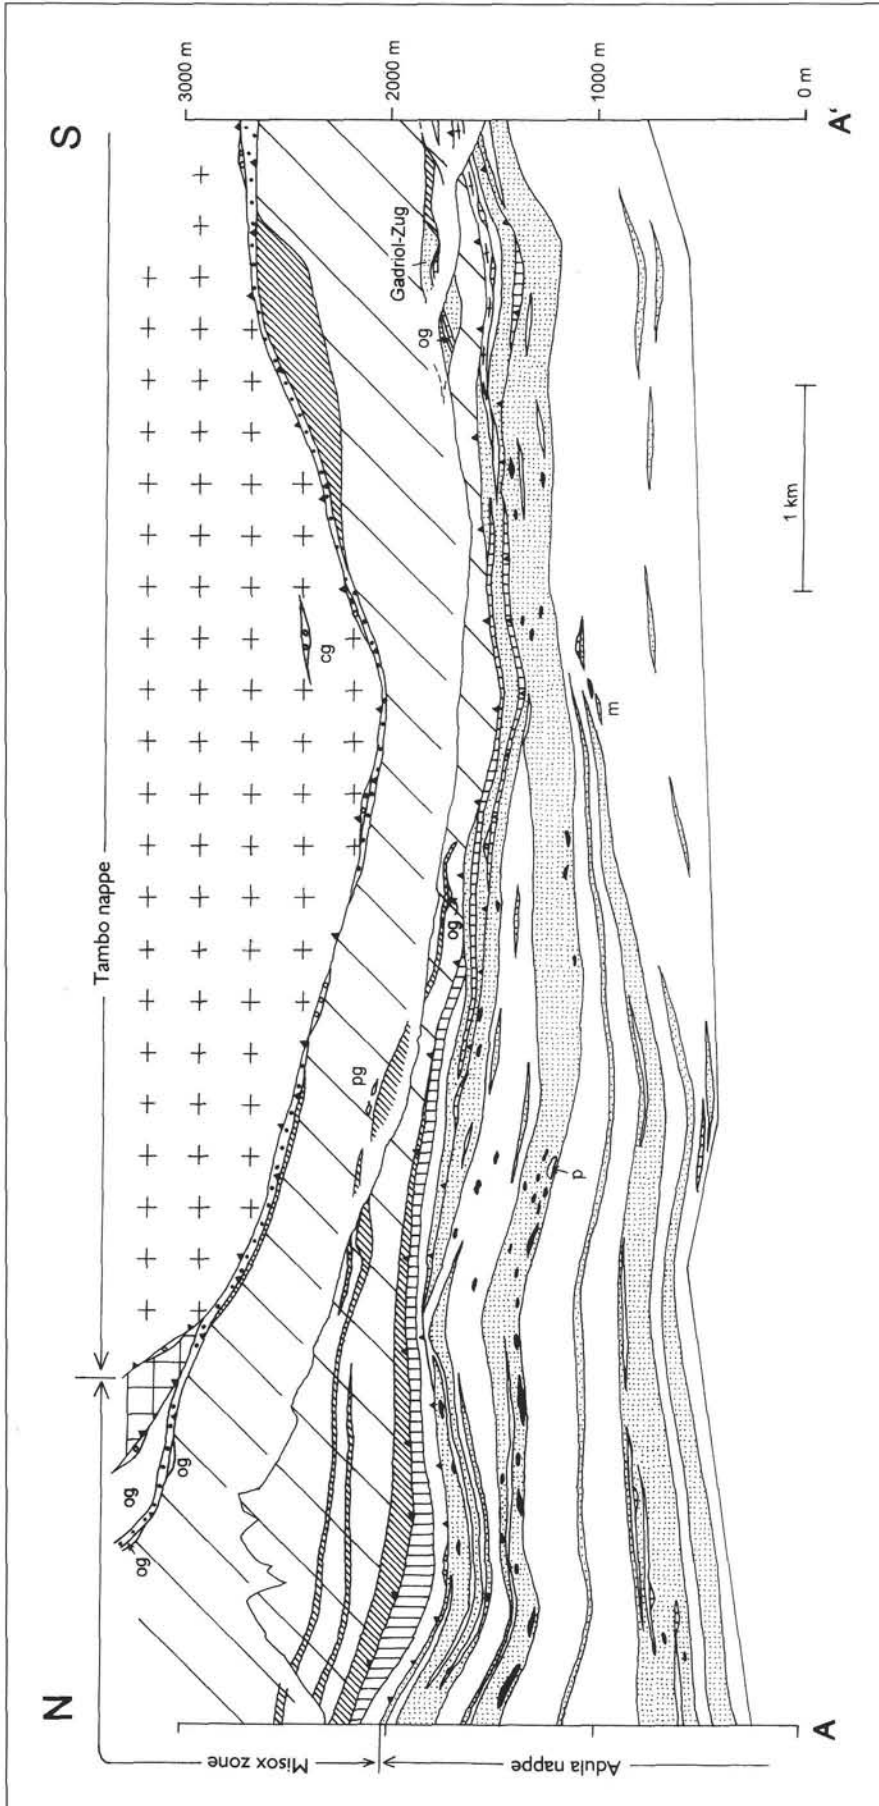 N
S
Tambo nappe
Misox zone
Adula nappe
3000 m
2000 m
1000 m
0 m
A
A'
og
og
og
pg
cg
og
og
Gadriol-Zug
p
m
1 km